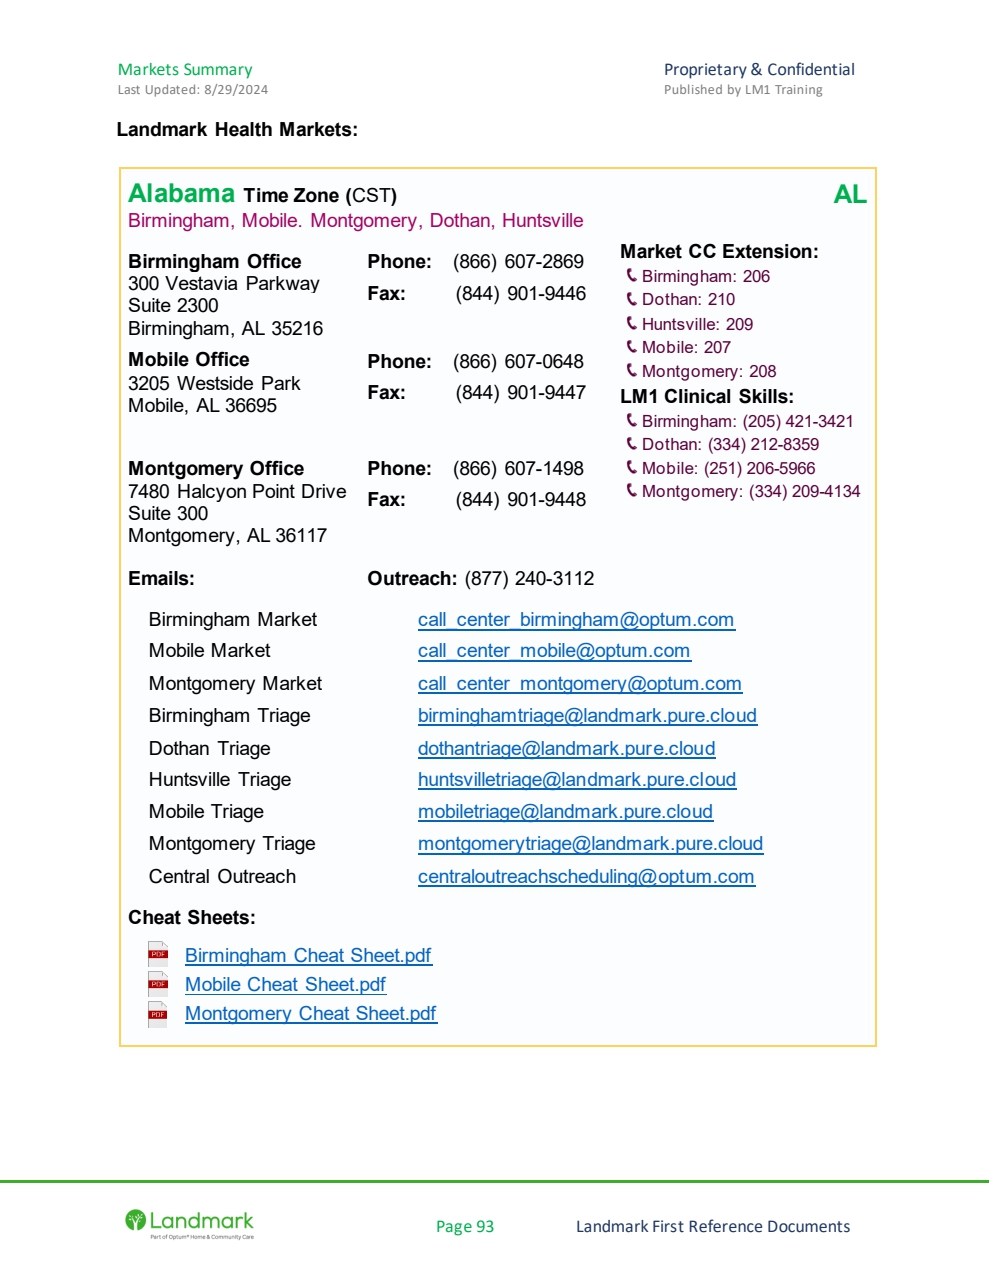 Markets Summary
Proprietary & Confidential
Last Updated: 8/29/2024
Published by LM1 Training
Landmark Health Markets:
Alabama Time Zone (CST)
AL
Birmingham, Mobile. Montgomery, Dothan, Huntsville
Birmingham Office
300 Vestavia Parkway
Suite 2300
Birmingham, AL 35216
Phone: (866) 607-2869
Fax: (844) 901-9446
Mobile Office
3205 Westside Park
Mobile, AL 36695
Phone: (866) 607-0648
Fax: (844) 901-9447
Montgomery Office
7480 Halcyon Point Drive
Suite 300
Montgomery, AL 36117
Phone: (866) 607-1498
Fax: (844) 901-9448
Market CC Extension:
Birmingham: 206
Dothan: 210
Huntsville: 209
Mobile: 207
Montgomery: 208
LM1 Clinical Skills:
Birmingham: (205) 421-3421
Dothan: (334) 212-8359
Mobile: (251) 206-5966
Montgomery: (334) 209-4134
Emails:
Outreach: (877) 240-3112
Birmingham Market call_center_birmingham@optum.com
Mobile Market call_center_mobile@optum.com
Montgomery Market call_center_montgomery@optum.com
Birmingham Triage birminghamtriage@landmark.pure.cloud
Dothan Triage dothantriage@landmark.pure.cloud
Huntsville Triage huntsvilletriage@landmark.pure.cloud
Mobile Triage mobiletriage@landmark.pure.cloud
Montgomery Triage montgomerytriage@landmark.pure.cloud
Central Outreach centraloutreachscheduling@optum.com
Cheat Sheets:
PDF Birmingham Cheat Sheet.pdf
PDF Mobile Cheat Sheet.pdf
PDF Montgomery Cheat Sheet.pdf
Landmark
Part of Optum® Home & Community Care
Page 93
Landmark First Reference Documents